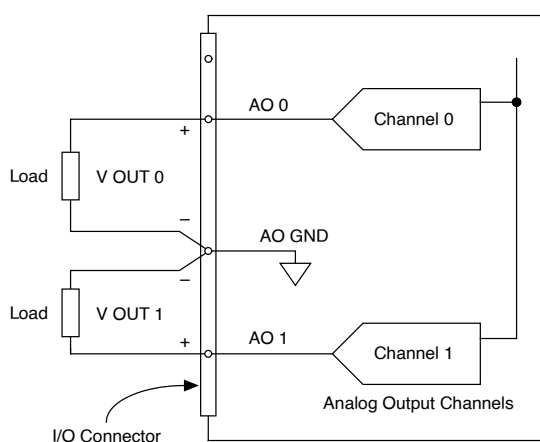 AO 0
Channel 0
+
Load
V OUT 0
–
AO GND
–
Load
V OUT 1
+
AO 1
Channel 1
Analog Output Channels
I/O Connector